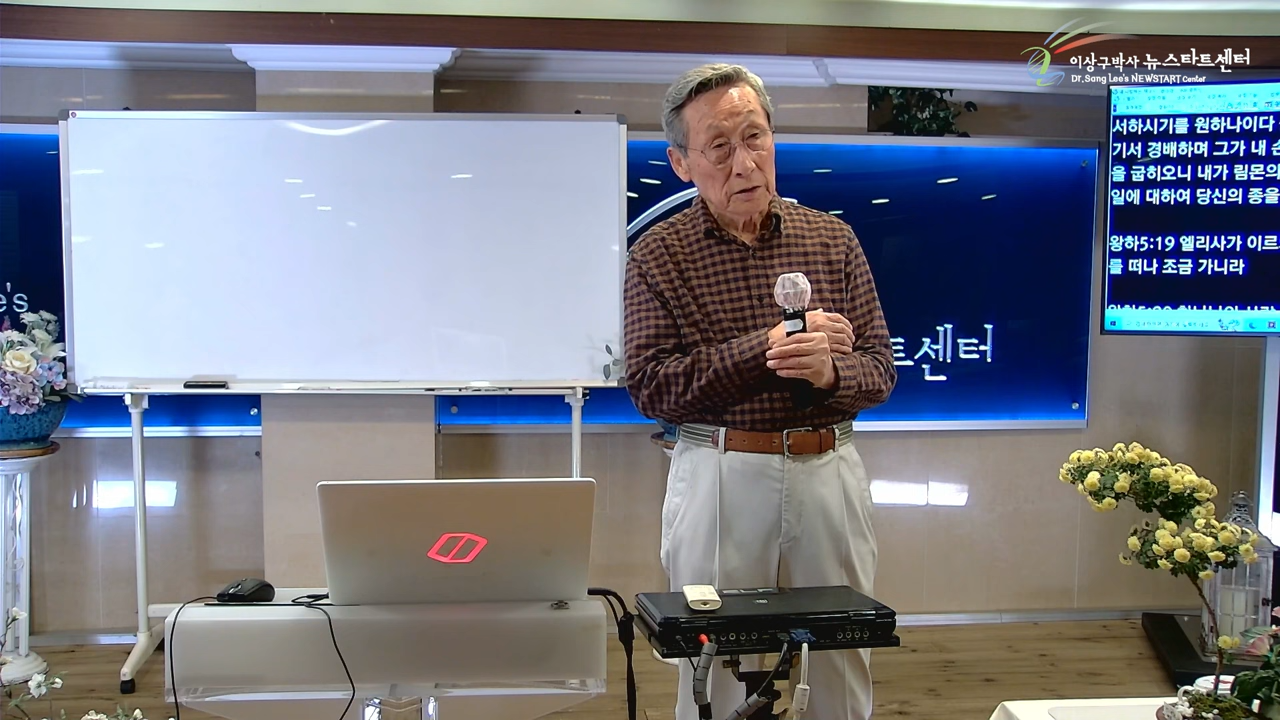 이상구박사 뉴스타트센터
Dr. Sang Lee's NEWSTART Center
서하시기를 원하나이다
기서 경배하며 그가 내 손
을 굽히오니 내가 림몬의
일에 대하여 당신의 종을
왕하5:19 엘리사가 이르
를 떠나 조금 가니라
e's
트센터